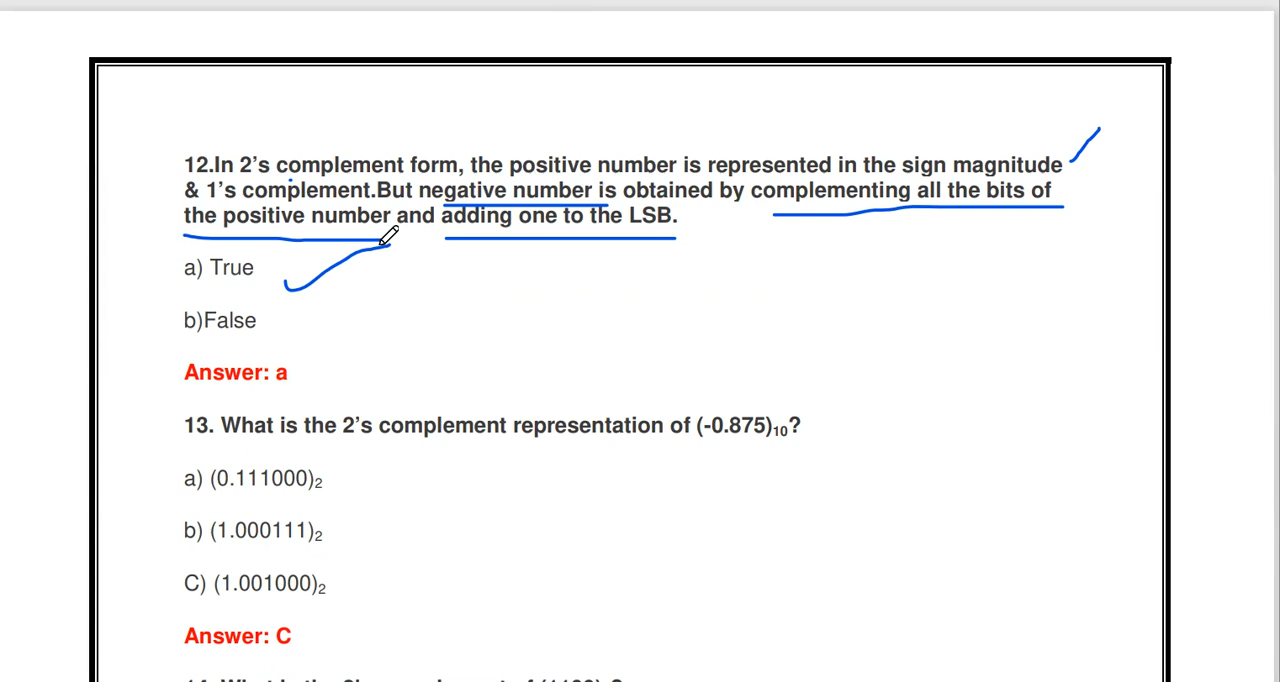 12.In 2’s complement form, the positive number is represented in the sign magnitude
& 1’s complement.But negative number is obtained by complementing all the bits of
the positive number and adding one to the LSB.
a) True
b)False
Answer: a
13. What is the 2’s complement representation of (-0.875)₁₀?
a) (0.111000)₂
b) (1.000111)₂
C) (1.001000)₂
Answer: C